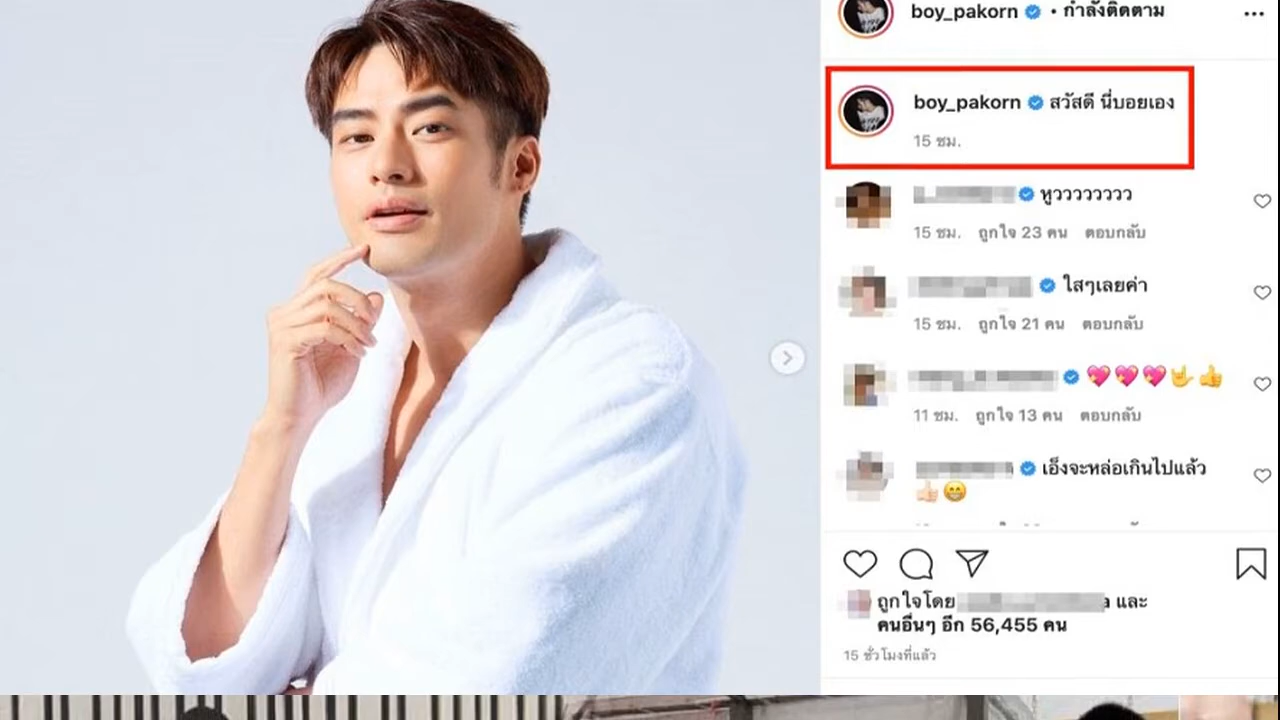 boy_pakorn • กำลังติดตาม
boy_pakorn สวัสดี นี่บอยเอง
15 ชม.
หูวววววววว
15 ชม. ถูกใจ 23 คน ตอบกลับ
ใสๆเลยค่า
15 ชม. ถูกใจ 21 คน ตอบกลับ
💖💖💖🤟👍
11 ชม. ถูกใจ 13 คน ตอบกลับ
เอ็งจะหล่อเกินไปแล้ว
👍🏻😁
ถูกใจโดย และ
คนอื่นๆ อีก 56,455 คน
15 ชั่วโมงที่แล้ว